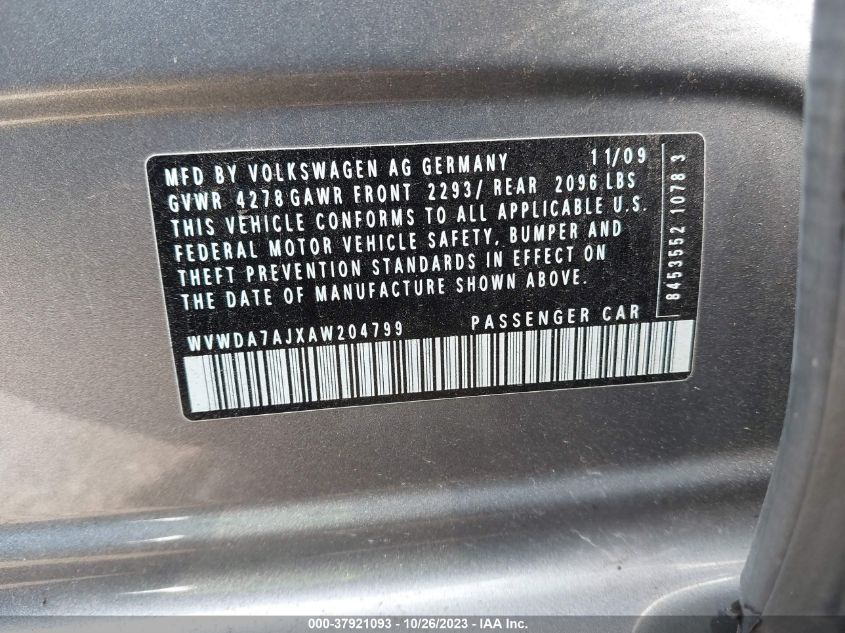 MFD BY VOLKSWAGEN AG GERMANY 11/09
GVWR 4278 GAWR FRONT 2293/ REAR 2096 LBS
THIS VEHICLE CONFORMS TO ALL APPLICABLE U.S.
FEDERAL MOTOR VEHICLE SAFETY, BUMPER AND
THEFT PREVENTION STANDARDS IN EFFECT ON
THE DATE OF MANUFACTURE SHOWN ABOVE.
WVWDA7AJXAW204799 PASSENGER CAR
8453552 1078 3
000-37921093 - 10/26/2023 - IAA Inc.